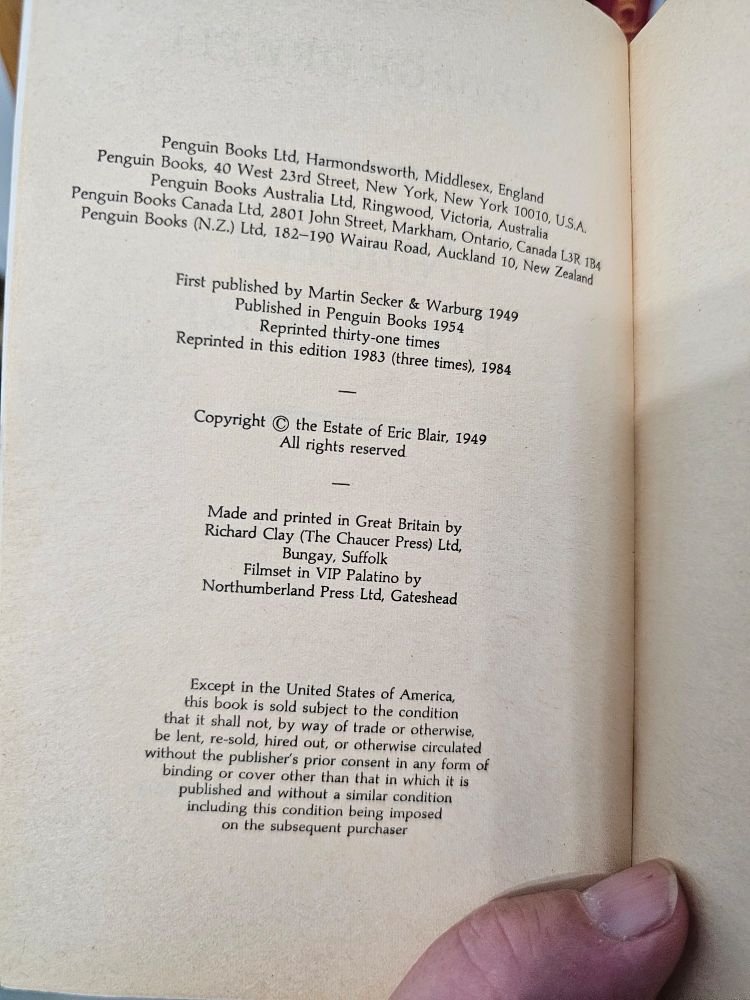 Penguin Books Ltd, Harmondsworth, Middlesex, England
Penguin Books, 40 West 23rd Street, New York, New York 10010, U.S.A.
Penguin Books Australia Ltd, Ringwood, Victoria, Australia
Penguin Books Canada Ltd, 2801 John Street, Markham, Ontario, Canada L3R 1B4
Penguin Books (N.Z.) Ltd, 182–190 Wairau Road, Auckland 10, New Zealand
First published by Martin Secker & Warburg 1949
Published in Penguin Books 1954
Reprinted thirty-one times
Reprinted in this edition 1983 (three times), 1984
—
Copyright © the Estate of Eric Blair, 1949
All rights reserved
—
Made and printed in Great Britain by
Richard Clay (The Chaucer Press) Ltd,
Bungay, Suffolk
Filmset in VIP Palatino by
Northumberland Press Ltd, Gateshead
Except in the United States of America,
this book is sold subject to the condition
that it shall not, by way of trade or otherwise,
be lent, re-sold, hired out, or otherwise circulated
without the publisher's prior consent in any form of
binding or cover other than that in which it is
published and without a similar condition
including this condition being imposed
on the subsequent purchaser